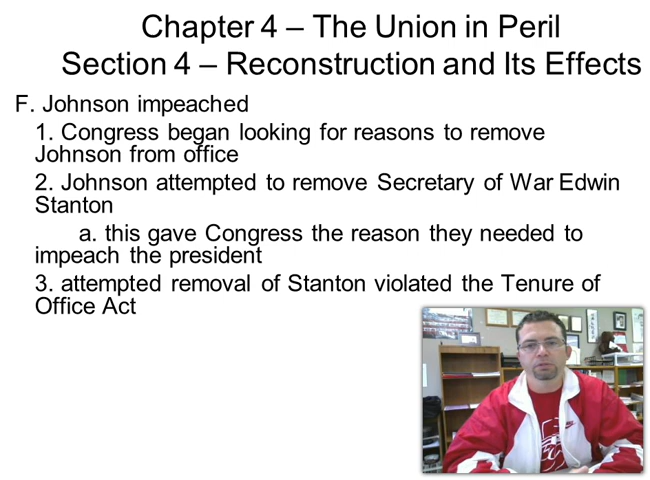 Chapter 4 – The Union in Peril
Section 4 – Reconstruction and Its Effects
F. Johnson impeached
1. Congress began looking for reasons to remove
Johnson from office
2. Johnson attempted to remove Secretary of War Edwin
Stanton
a. this gave Congress the reason they needed to
impeach the president
3. attempted removal of Stanton violated the Tenure of
Office Act